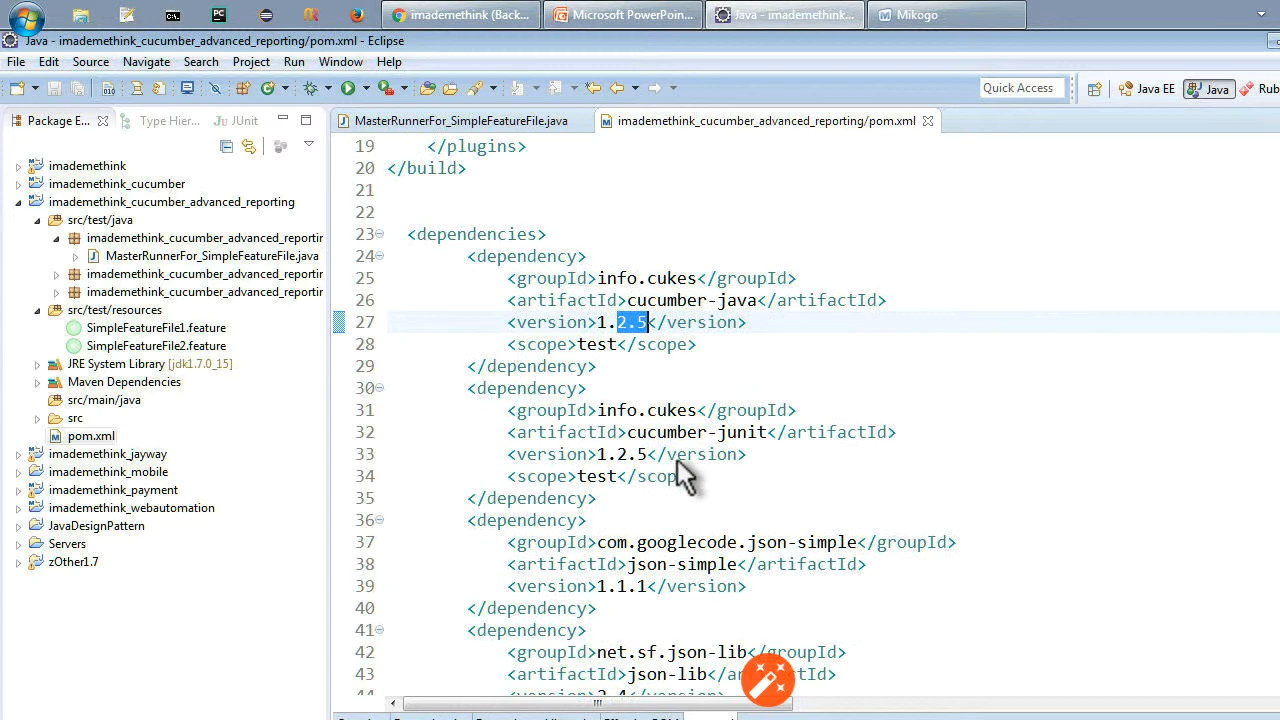 imademethink (Back...
Microsoft PowerPoin...
Java - imademethink...
Mikogo
Java - imademethink_cucumber_advanced_reporting/pom.xml - Eclipse
File Edit Source Navigate Search Project Run Window Help
Quick Access
Java EE
Java
Rub
Package E...
Type Hier...
JUnit
MasterRunnerFor_SimpleFeatureFile.java
imademethink_cucumber_advanced_reporting/pom.xml
imademethink
imademethink_cucumber
imademethink_cucumber_advanced_reporting
src/test/java
imademethink_cucumber_advanced_reportir
MasterRunnerFor_SimpleFeatureFile.java
imademethink_cucumber_advanced_reportir
imademethink_cucumber_advanced_reportir
src/test/resources
SimpleFeatureFile1.feature
SimpleFeatureFile2.feature
JRE System Library [jdk1.7.0_15]
Maven Dependencies
src/main/java
src
pom.xml
imademethink_jayway
imademethink_mobile
imademethink_payment
imademethink_webautomation
JavaDesignPattern
Servers
zOther1.7
19 </plugins>
20 </build>
21
22
23 <dependencies>
24 <dependency>
25 <groupId>info.cukes</groupId>
26 <artifactId>cucumber-java</artifactId>
27 <version>1.2.5</version>
28 <scope>test</scope>
29 </dependency>
30 <dependency>
31 <groupId>info.cukes</groupId>
32 <artifactId>cucumber-junit</artifactId>
33 <version>1.2.5</version>
34 <scope>test</scop
35 </dependency>
36 <dependency>
37 <groupId>com.googlecode.json-simple</groupId>
38 <artifactId>json-simple</artifactId>
39 <version>1.1.1</version>
40 </dependency>
41 <dependency>
42 <groupId>net.sf.json-lib</groupId>
43 <artifactId>json-lib</ar ifactId>